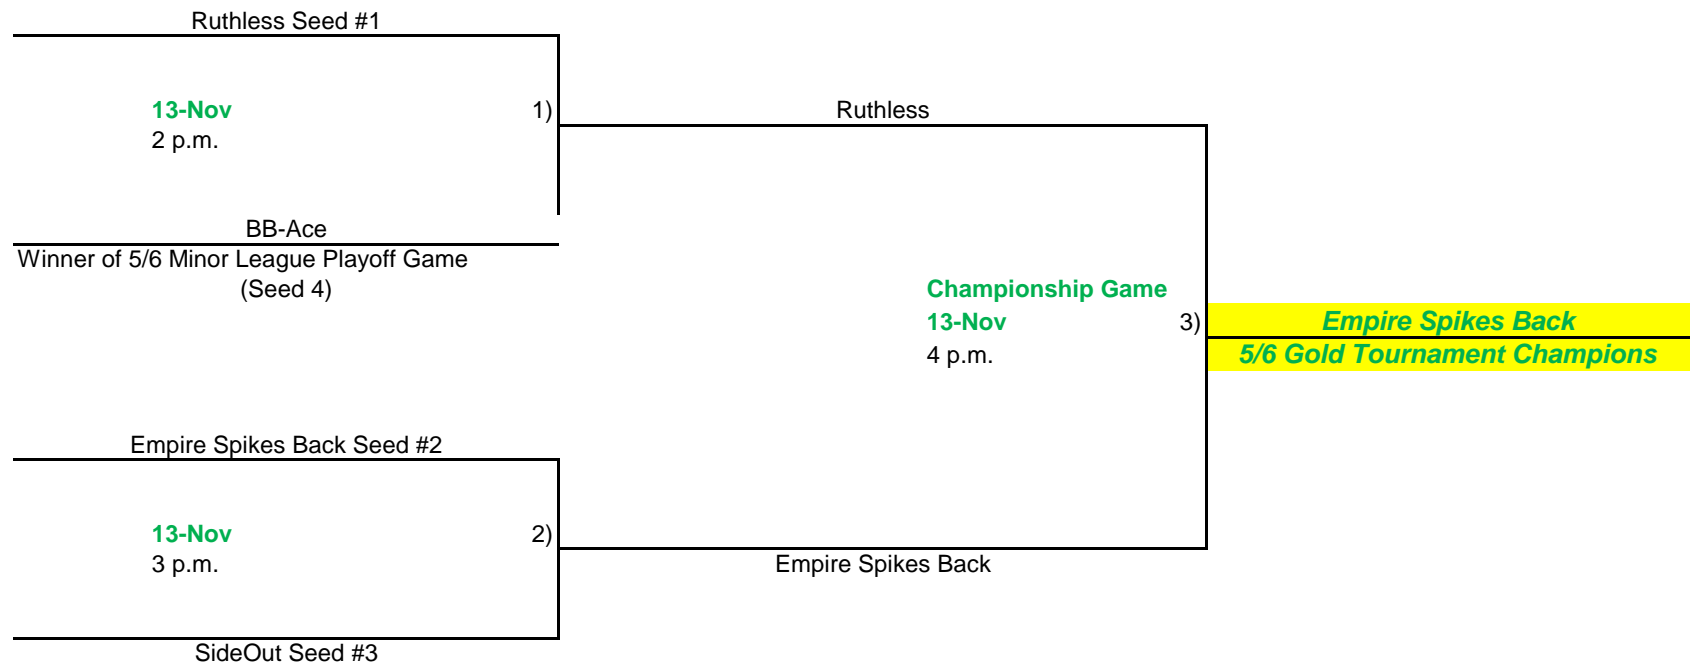 Ruthless Seed #1
13-Nov 1) Ruthless
2 p.m.
BB-Ace
Winner of 5/6 Minor League Playoff Game
(Seed 4)
Championship Game
13-Nov 3) Empire Spikes Back
4 p.m. 5/6 Gold Tournament Champions
Empire Spikes Back Seed #2
13-Nov 2)
3 p.m. Empire Spikes Back
SideOut Seed #3